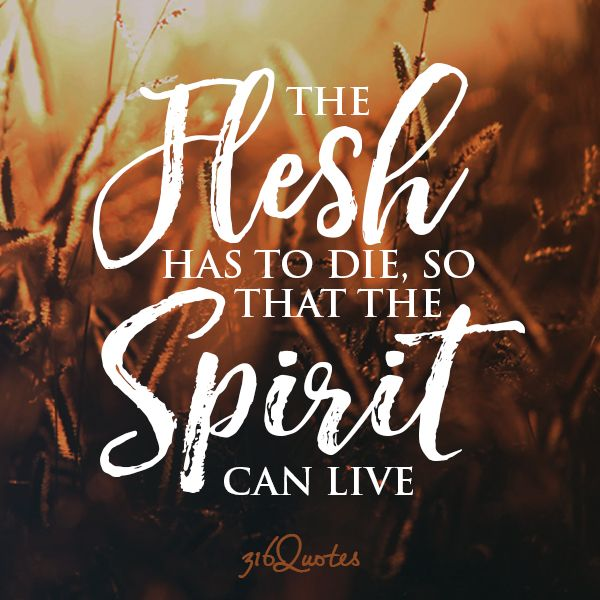 THE
Flesh
HAS TO DIE, SO
THAT THE
Spirit
CAN LIVE
316Quotes